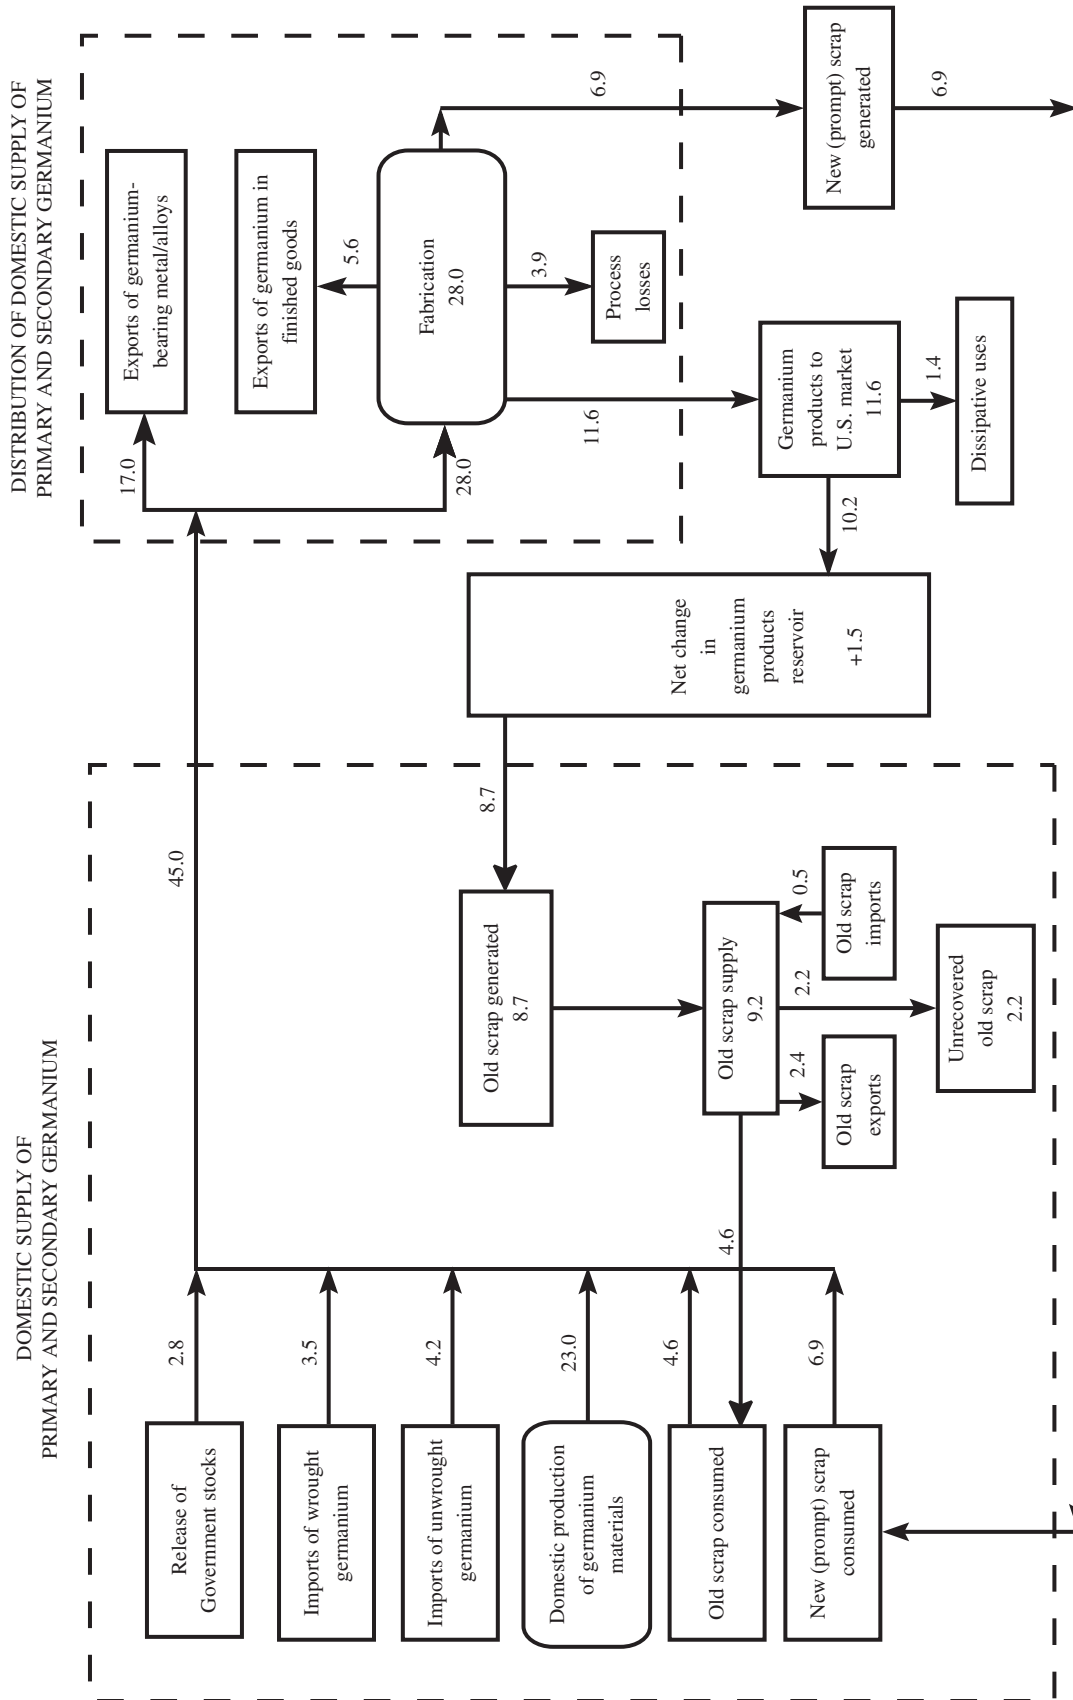 DOMESTIC SUPPLY OF
PRIMARY AND SECONDARY GERMANIUM
DISTRIBUTION OF DOMESTIC SUPPLY OF
PRIMARY AND SECONDARY GERMANIUM
Release of
Government stocks
2.8
Imports of wrought
germanium
3.5
Imports of unwrought
germanium
4.2
Domestic production
of germanium
materials
23.0
Old scrap consumed
4.6
New (prompt) scrap
consumed
6.9
4.6
45.0
Old scrap generated
8.7
Old scrap supply
9.2
2.4
Old scrap
exports
2.2
Unrecovered
old scrap
2.2
0.5
Old scrap
imports
8.7
Net change
in
germanium
products
reservoir
+1.5
10.2
17.0
Exports of germanium-
bearing metal/alloys
Exports of germanium in
finished goods
5.6
28.0
Fabrication
28.0
3.9
Process
losses
11.6
Germanium
products to
U.S. market
11.6
1.4
Dissipative uses
6.9
New (prompt) scrap
generated
6.9